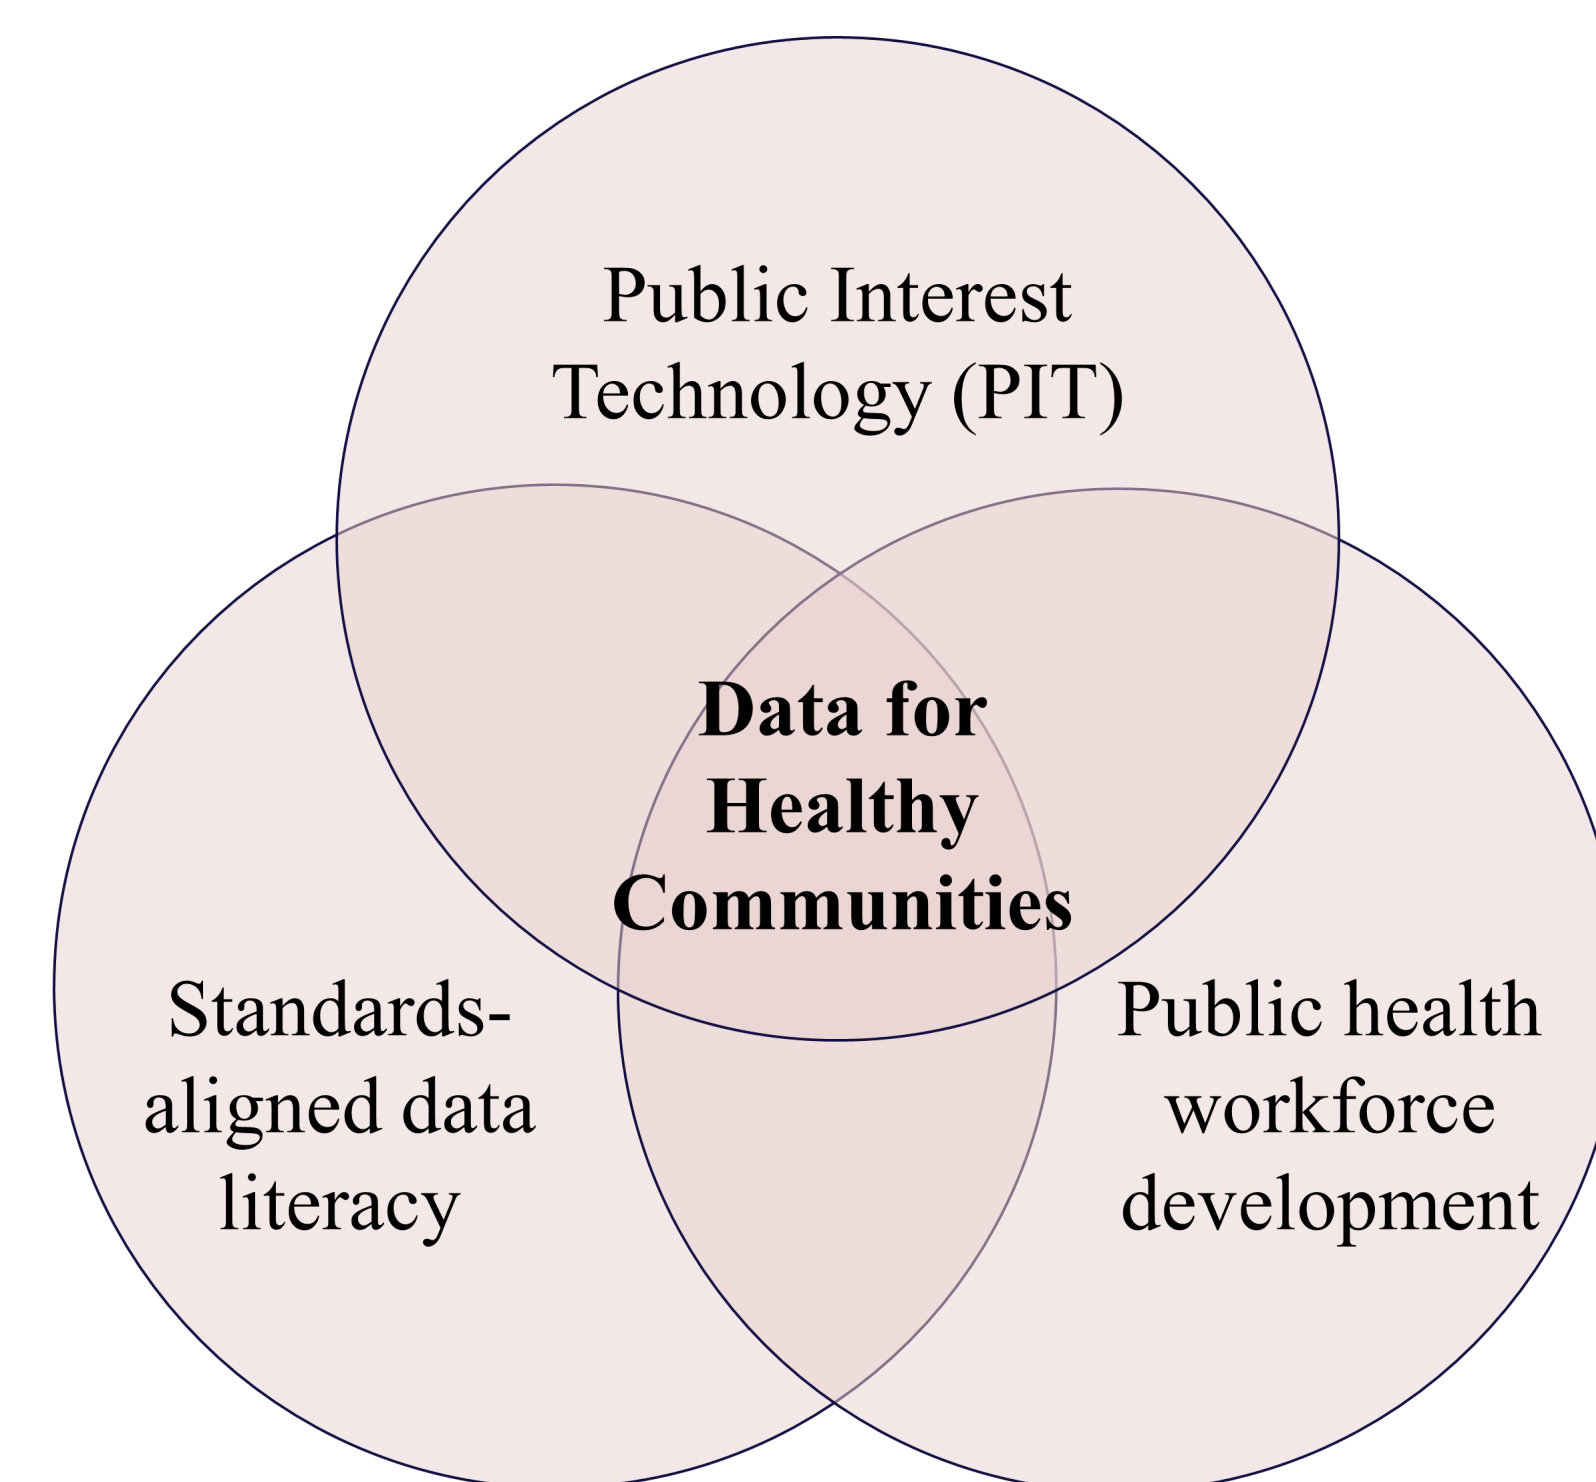 Public Interest
Technology (PIT)
Data for
Healthy
Communities
Standards-
aligned data
literacy
Public health
workforce
development